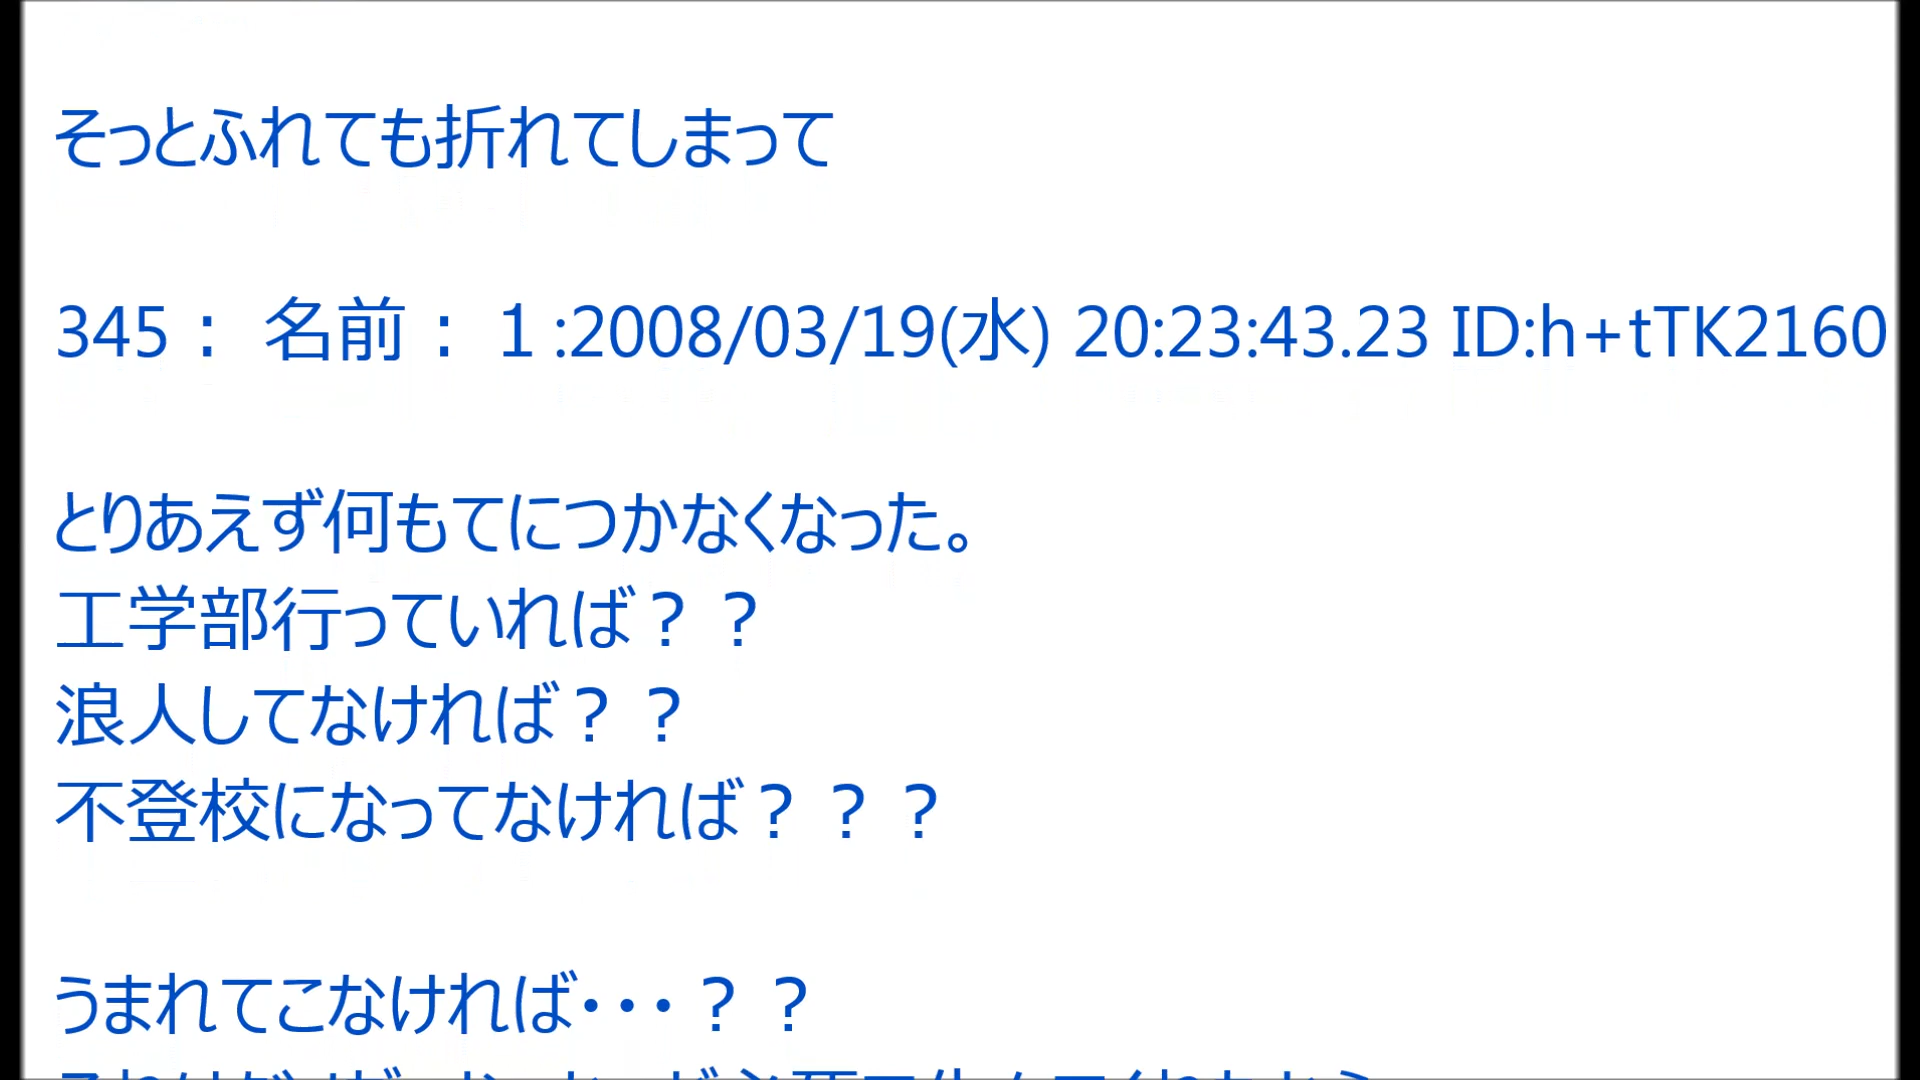 そっとふれても折れてしまって
345： 名前：１:2008/03/19(水) 20:23:43.23 ID:h+tTK2160
とりあえず何もてにつかなくなった。
工学部行っていれば？？
浪人してなければ？？
不登校になってなければ？？？
うまれてこなければ・・・？？